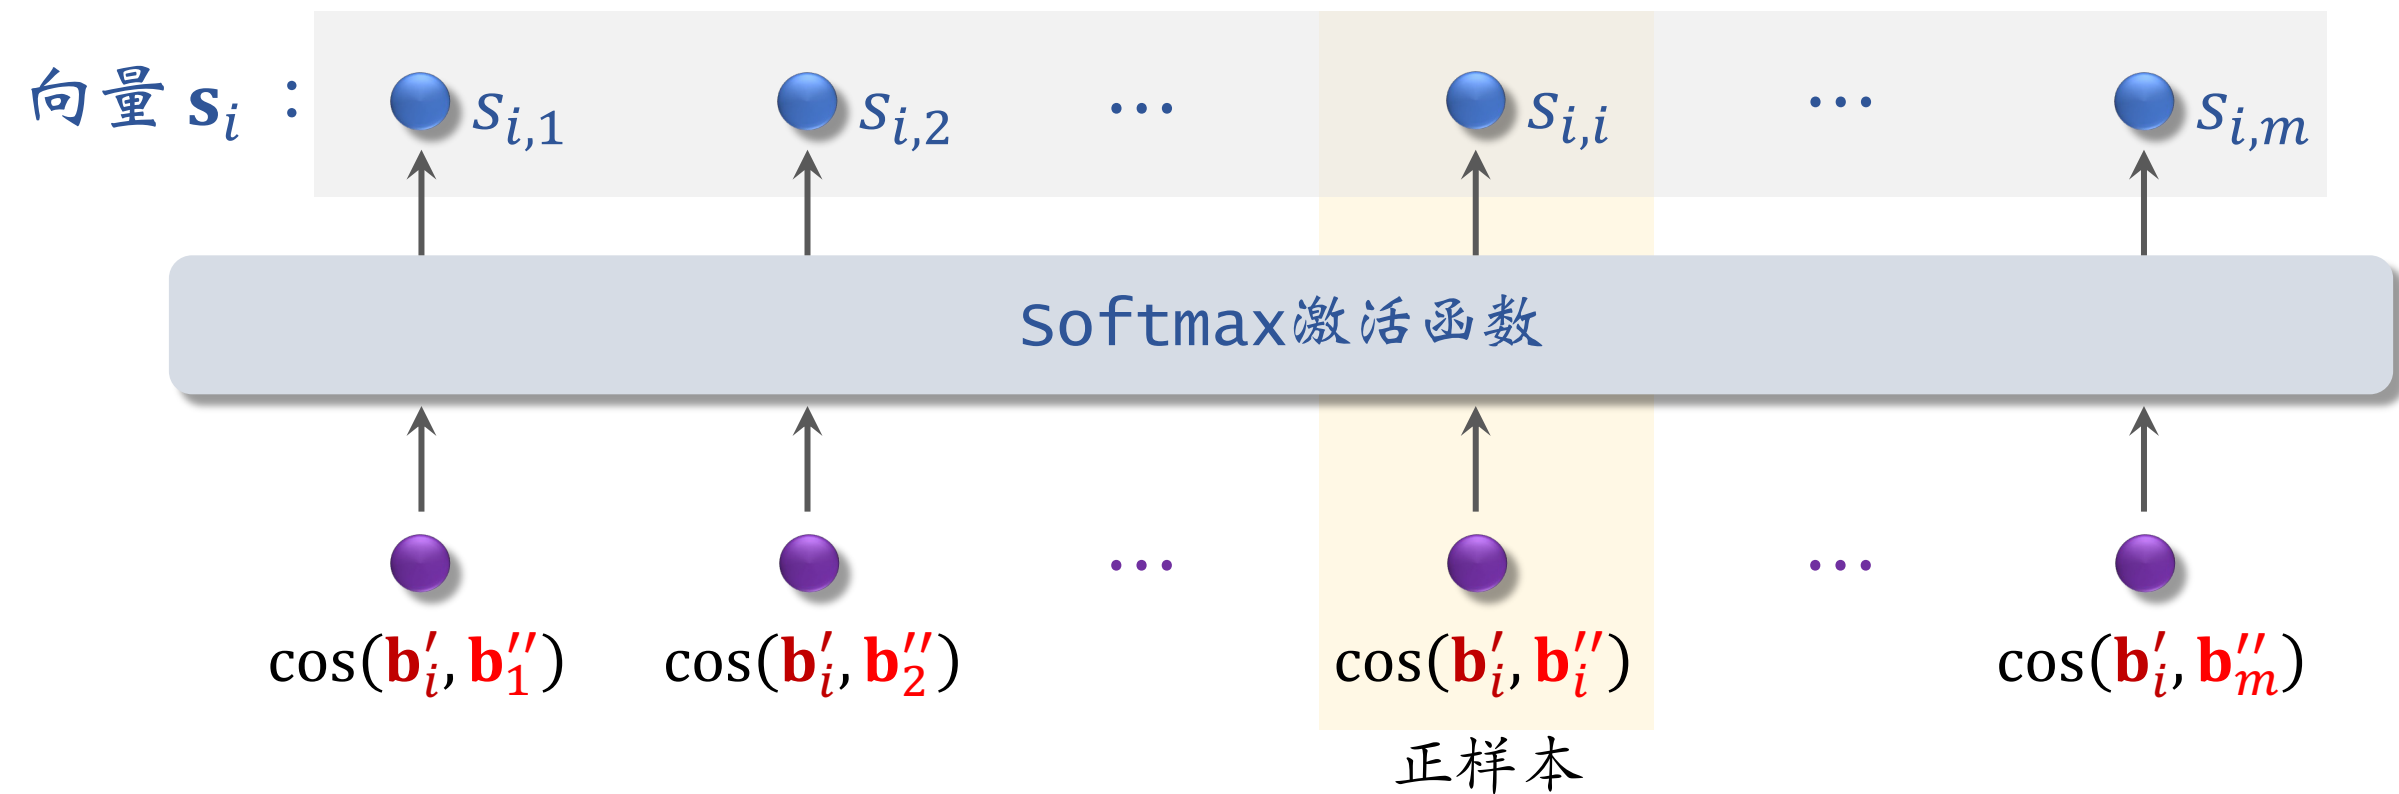 向量 𝐬ᵢ : s_{i,1} s_{i,2} ··· s_{i,i} ··· s_{i,m}
Softmax激活函数
··· ···
cos(𝐛′_i, 𝐛″_1) cos(𝐛′_i, 𝐛″_2) cos(𝐛′_i, 𝐛″_i) cos(𝐛′_i, 𝐛″_m)
正样本